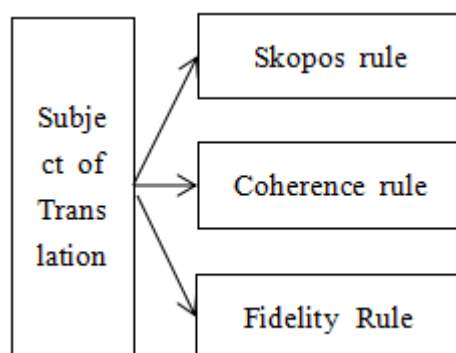 Subje
ct of
Trans
lation
Skopos rule
Coherence rule
Fidelity Rule